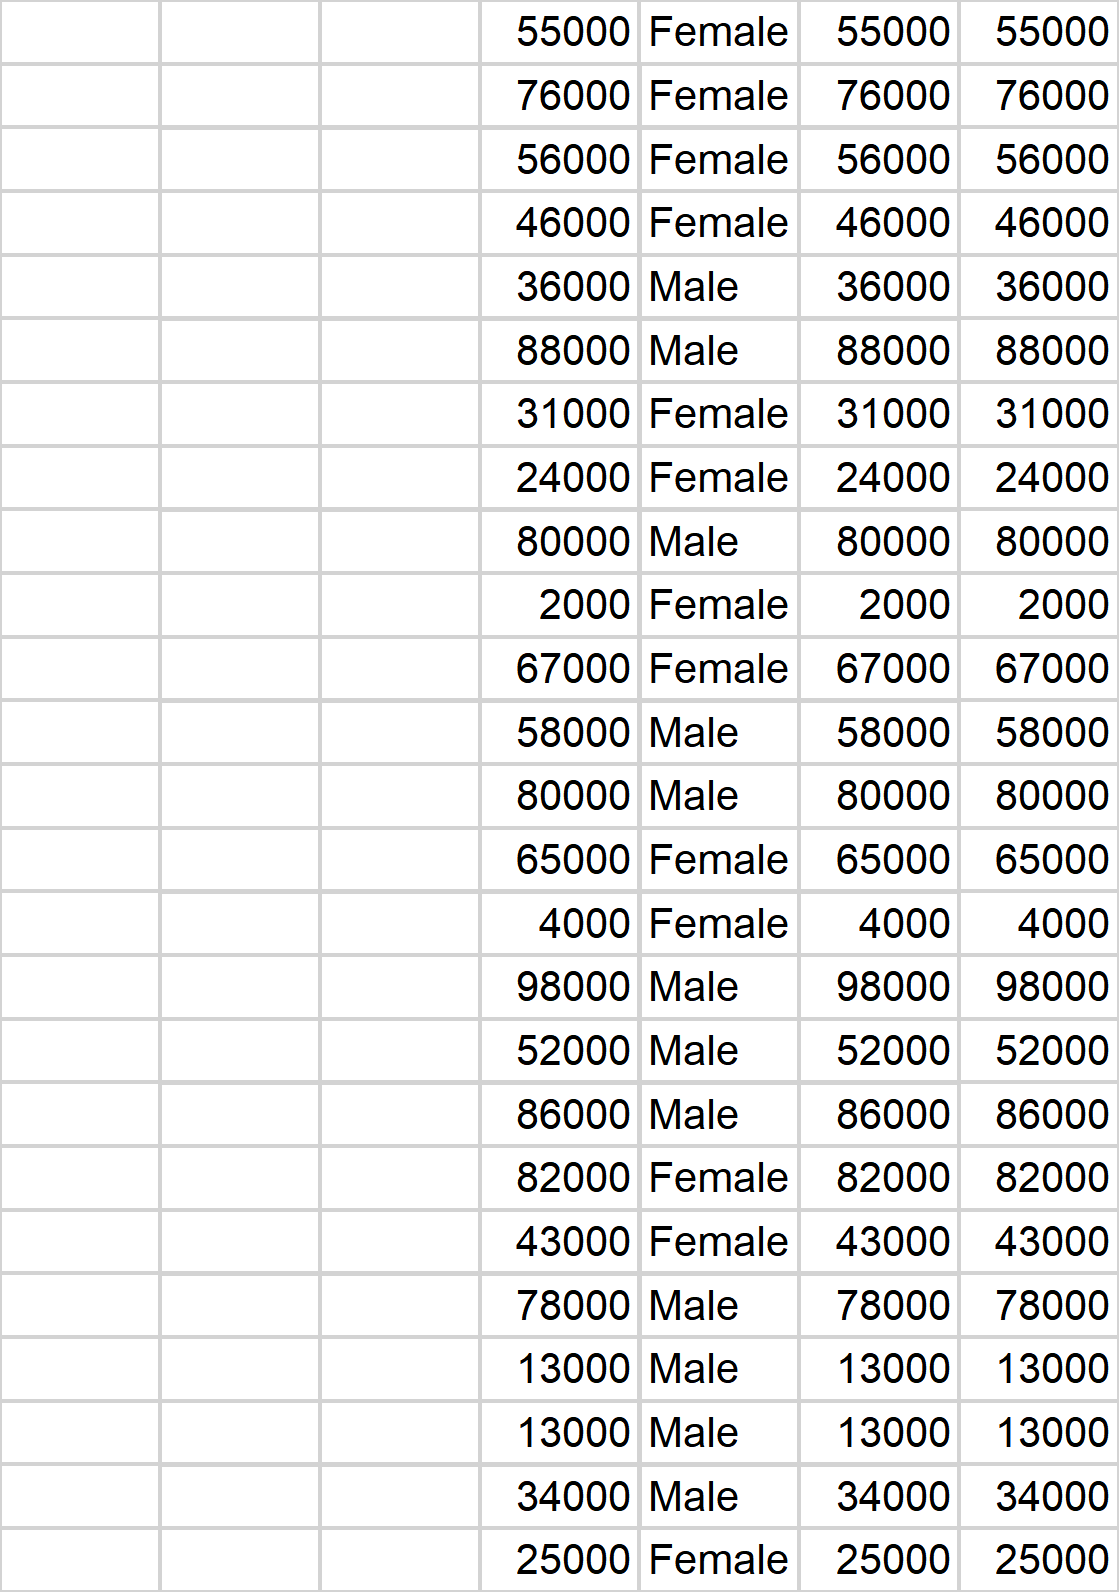 55000 Female 55000 55000
76000 Female 76000 76000
56000 Female 56000 56000
46000 Female 46000 46000
36000 Male 36000 36000
88000 Male 88000 88000
31000 Female 31000 31000
24000 Female 24000 24000
80000 Male 80000 80000
2000 Female 2000 2000
67000 Female 67000 67000
58000 Male 58000 58000
80000 Male 80000 80000
65000 Female 65000 65000
4000 Female 4000 4000
98000 Male 98000 98000
52000 Male 52000 52000
86000 Male 86000 86000
82000 Female 82000 82000
43000 Female 43000 43000
78000 Male 78000 78000
13000 Male 13000 13000
13000 Male 13000 13000
34000 Male 34000 34000
25000 Female 25000 25000